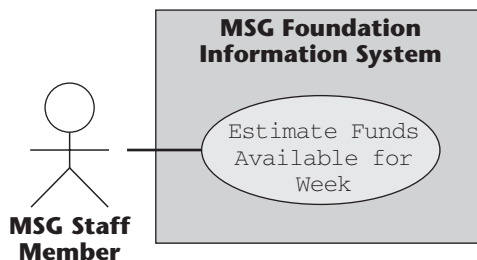 MSG Foundation
Information System
Estimate Funds
Available for
Week
MSG Staff
Member